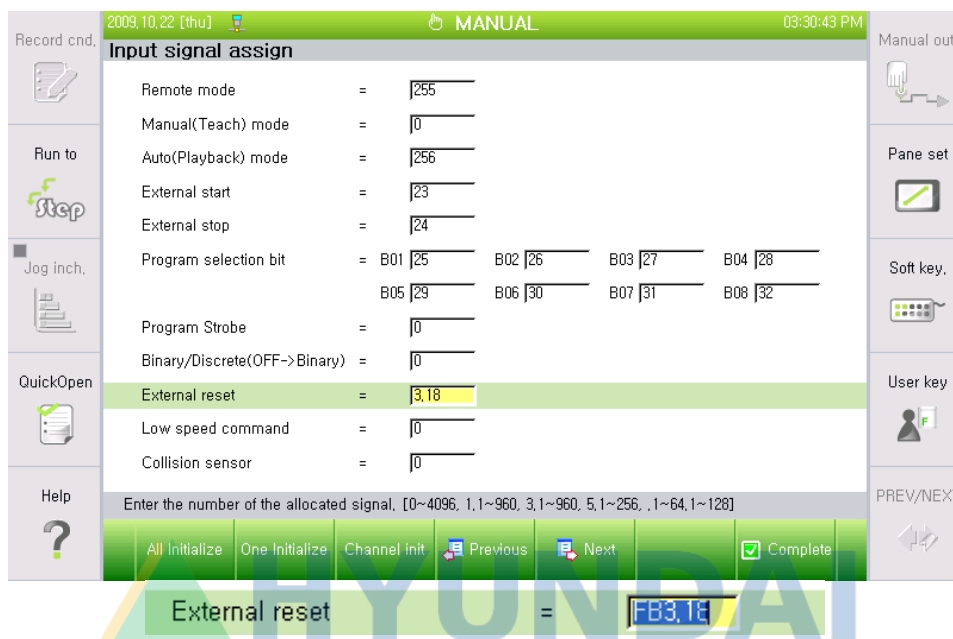 2009,10,22 [thu] MANUAL 03:30:43 PM
Record cnd,
Manual out
Input signal assign
Remote mode = 255
Manual(Teach) mode = 0
Run to
Auto(Playback) mode = 256
Pane set
External start = 23
Step
External stop = 24
Jog inch,
Program selection bit = B01 25 B02 26 B03 27 B04 28
Soft key,
B05 29 B06 30 B07 31 B08 32
Program Strobe = 0
Binary/Discrete(OFF->Binary) = 0
QuickOpen
External reset = 3,18
User key
F
Low speed command = 0
Collision sensor = 0
Help
Enter the number of the allocated signal, [0~4096, 1,1~960, 3,1~960, 5,1~256, ,1~64,1~128]
PREV/NEX
All Initialize One Initialize Channel init Previous Next Complete
HYUNDAI
External reset = FB3,18